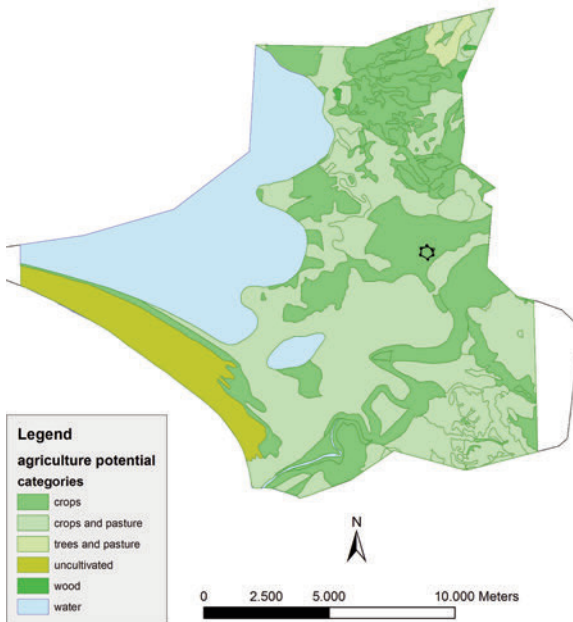 Legend
agriculture potential
categories
crops
crops and pasture
trees and pasture
uncultivated
wood
water
N
0 2.500 5.000 10.000 Meters